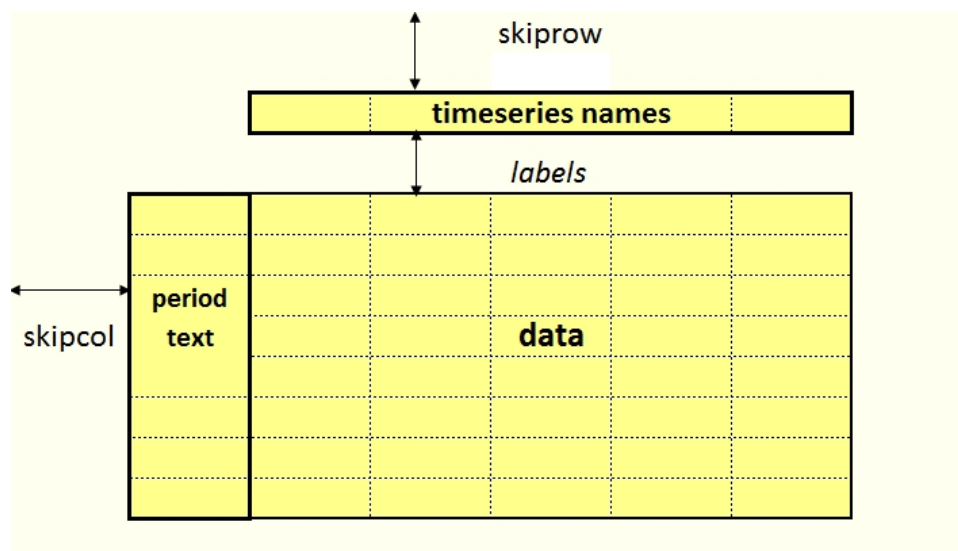 skiprow
timeseries names
labels
period
text
skipcol
data